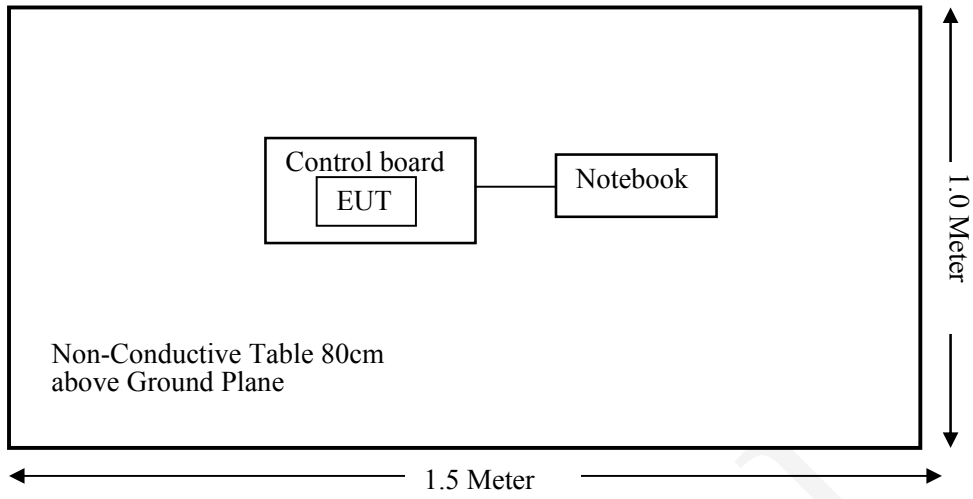 Control board
EUT
Notebook
1.0 Meter
Non-Conductive Table 80cm
above Ground Plane
1.5 Meter